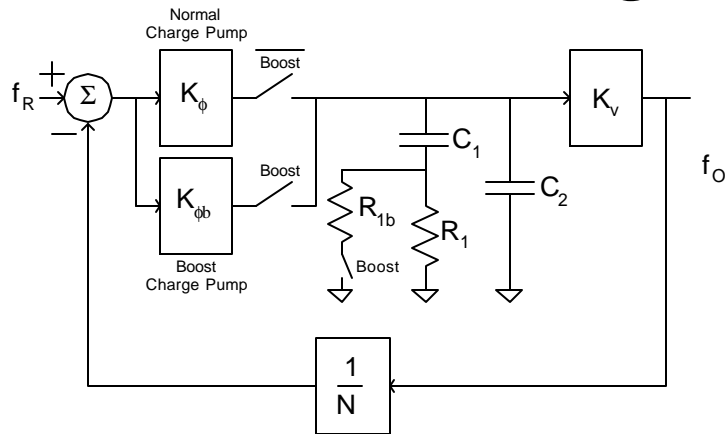 Normal
Charge Pump
Boost
f_R
+
Σ
−
K_ϕ
K_v
C_1
f_O
K_ϕb
Boost
R_1b
R_1
C_2
Boost
Boost
Charge Pump
1
N